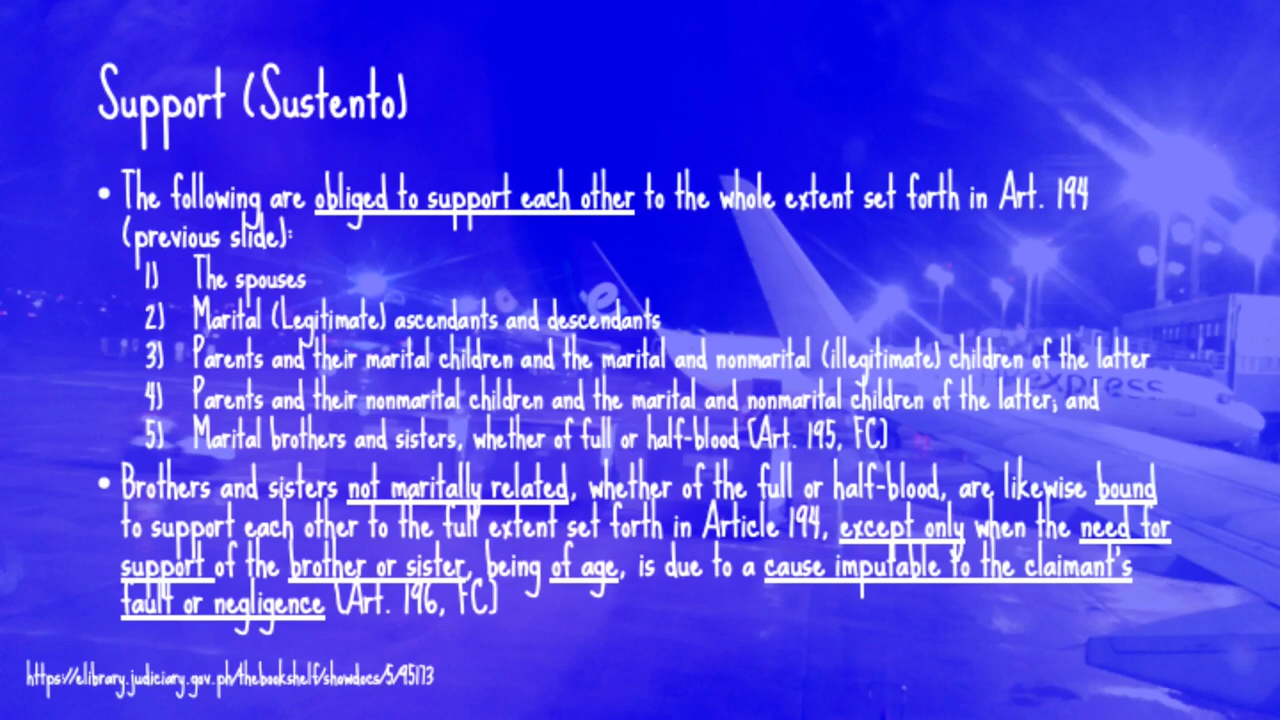 Support (Sustento)
• The following are obliged to support each other to the whole extent set forth in Art. 194
(previous slide):
1) The spouses
2) Marital (Legitimate) ascendants and descendants
3) Parents and their marital children and the marital and nonmarital (illegitimate) children of the latter
4) Parents and their nonmarital children and the marital and nonmarital children of the latter; and
5) Marital brothers and sisters, whether of full or half-blood [Art. 195, FC]
• Brothers and sisters not maritally related, whether of the full or half-blood, are likewise bound
to support each other to the full extent set forth in Article 194, except only when the need for
support of the brother or sister, being of age, is due to a cause imputable to the claimant's
fault or negligence [Art. 196, FC]
https://elibrary.judiciary.gov.ph/thebookshelf/showdocs/5/95173
express